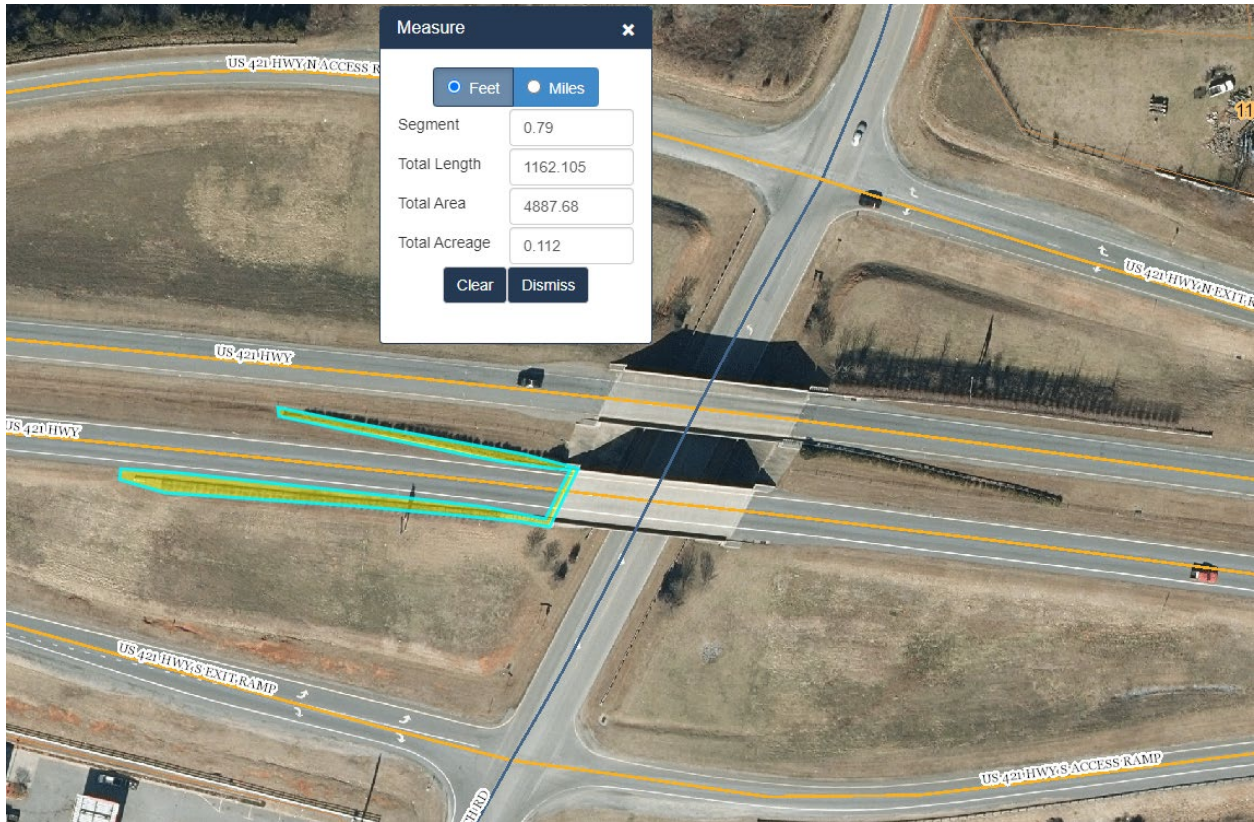 Measure ×
Feet Miles
Segment 0.79
Total Length 1162.105
Total Area 4887.68
Total Acreage 0.112
Clear Dismiss
US 421 HWY N ACCESS R
11
US 421 HWY N EXIT R
US 421 HWY
US 421 HWY
US 421 HWY S EXIT RAMP
US 421 HWY S ACCESS RAMP
H RD